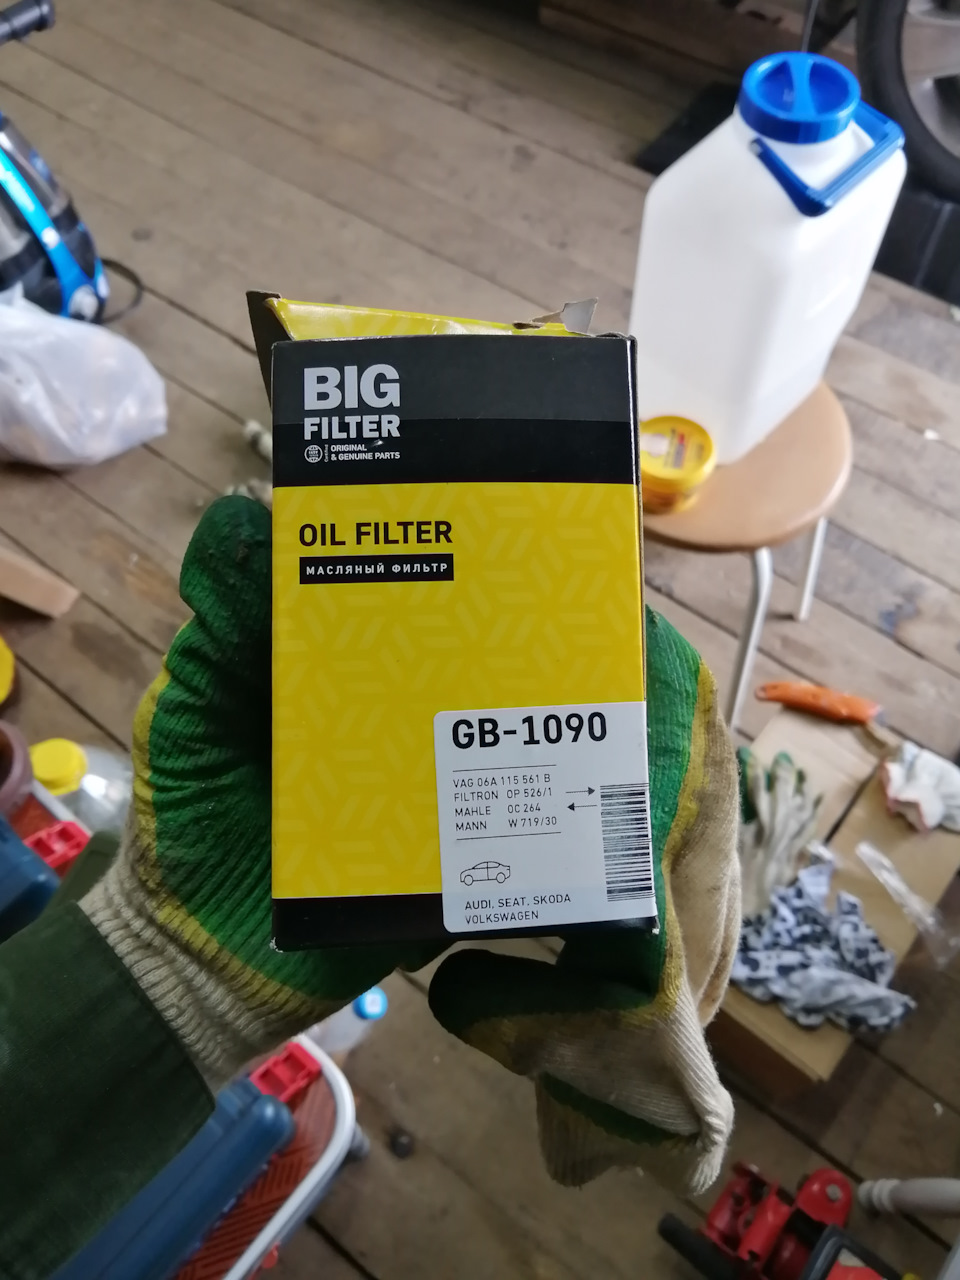 BIG
FILTER
ORIGINAL
& GENUINE PARTS
OIL FILTER
МАСЛЯНЫЙ ФИЛЬТР
GB-1090
VAG 06A 115 561 B
FILTRON OP 526/1
MAHLE OC 264
MANN W 719/30
AUDI, SEAT, SKODA
VOLKSWAGEN